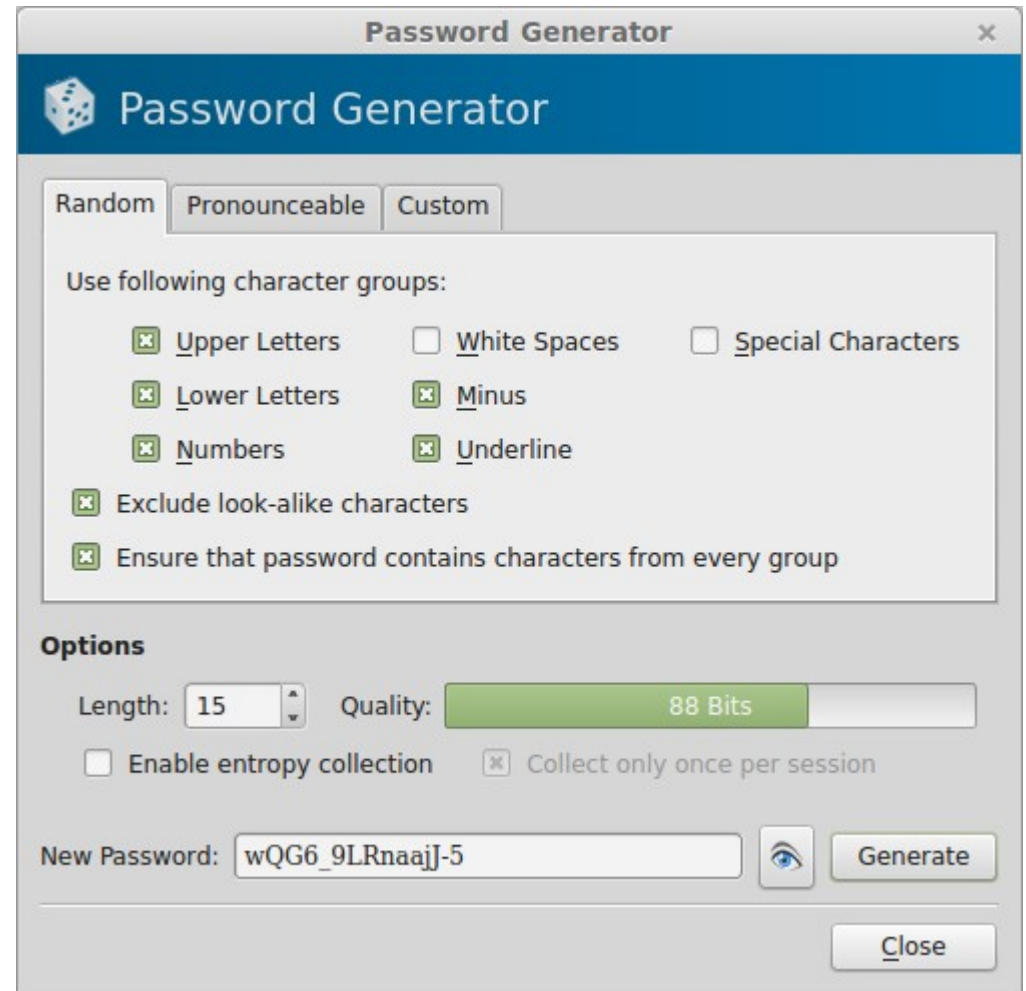 Password Generator
Password Generator
Random Pronounceable Custom
Use following character groups:
Upper Letters White Spaces Special Characters
Lower Letters Minus
Numbers Underline
Exclude look-alike characters
Ensure that password contains characters from every group
Options
Length: 15 Quality: 88 Bits
Enable entropy collection Collect only once per session
New Password: wQG6_9LRnaajJ-5 Generate
Close